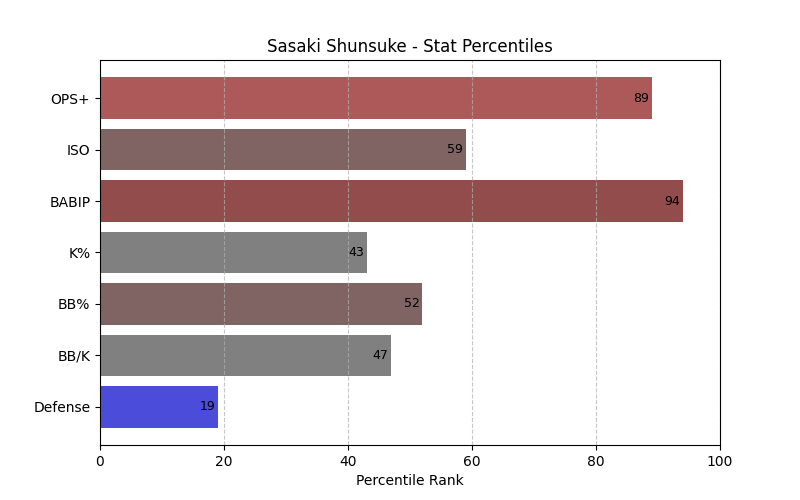 Sasaki Shunsuke - Stat Percentiles
OPS+ 89
ISO 59
BABIP 94
K% 43
BB% 52
BB/K 47
Defense 19
0 20 40 60 80 100
Percentile Rank